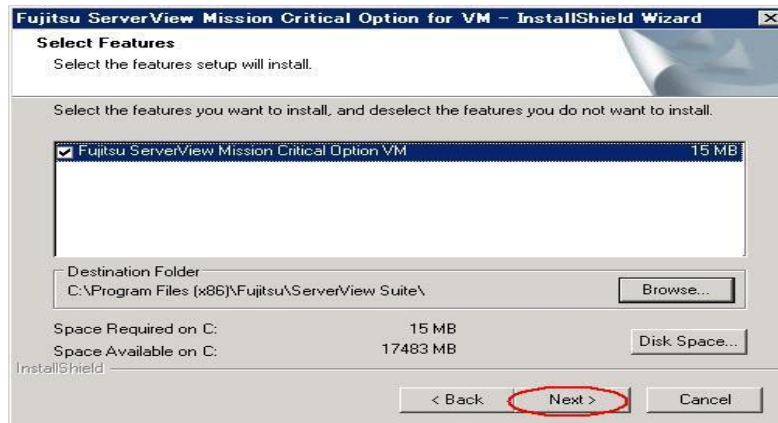 Fujitsu ServerView Mission Critical Option for VM - InstallShield Wizard
Select Features
Select the features setup will install.
Select the features you want to install, and deselect the features you do not want to install.
Fujitsu ServerView Mission Critical Option VM 15 MB
Destination Folder
C:\Program Files (x86)\Fujitsu\ServerView Suite\
Browse...
Space Required on C: 15 MB
Space Available on C: 17483 MB
Disk Space...
InstallShield
< Back Next > Cancel